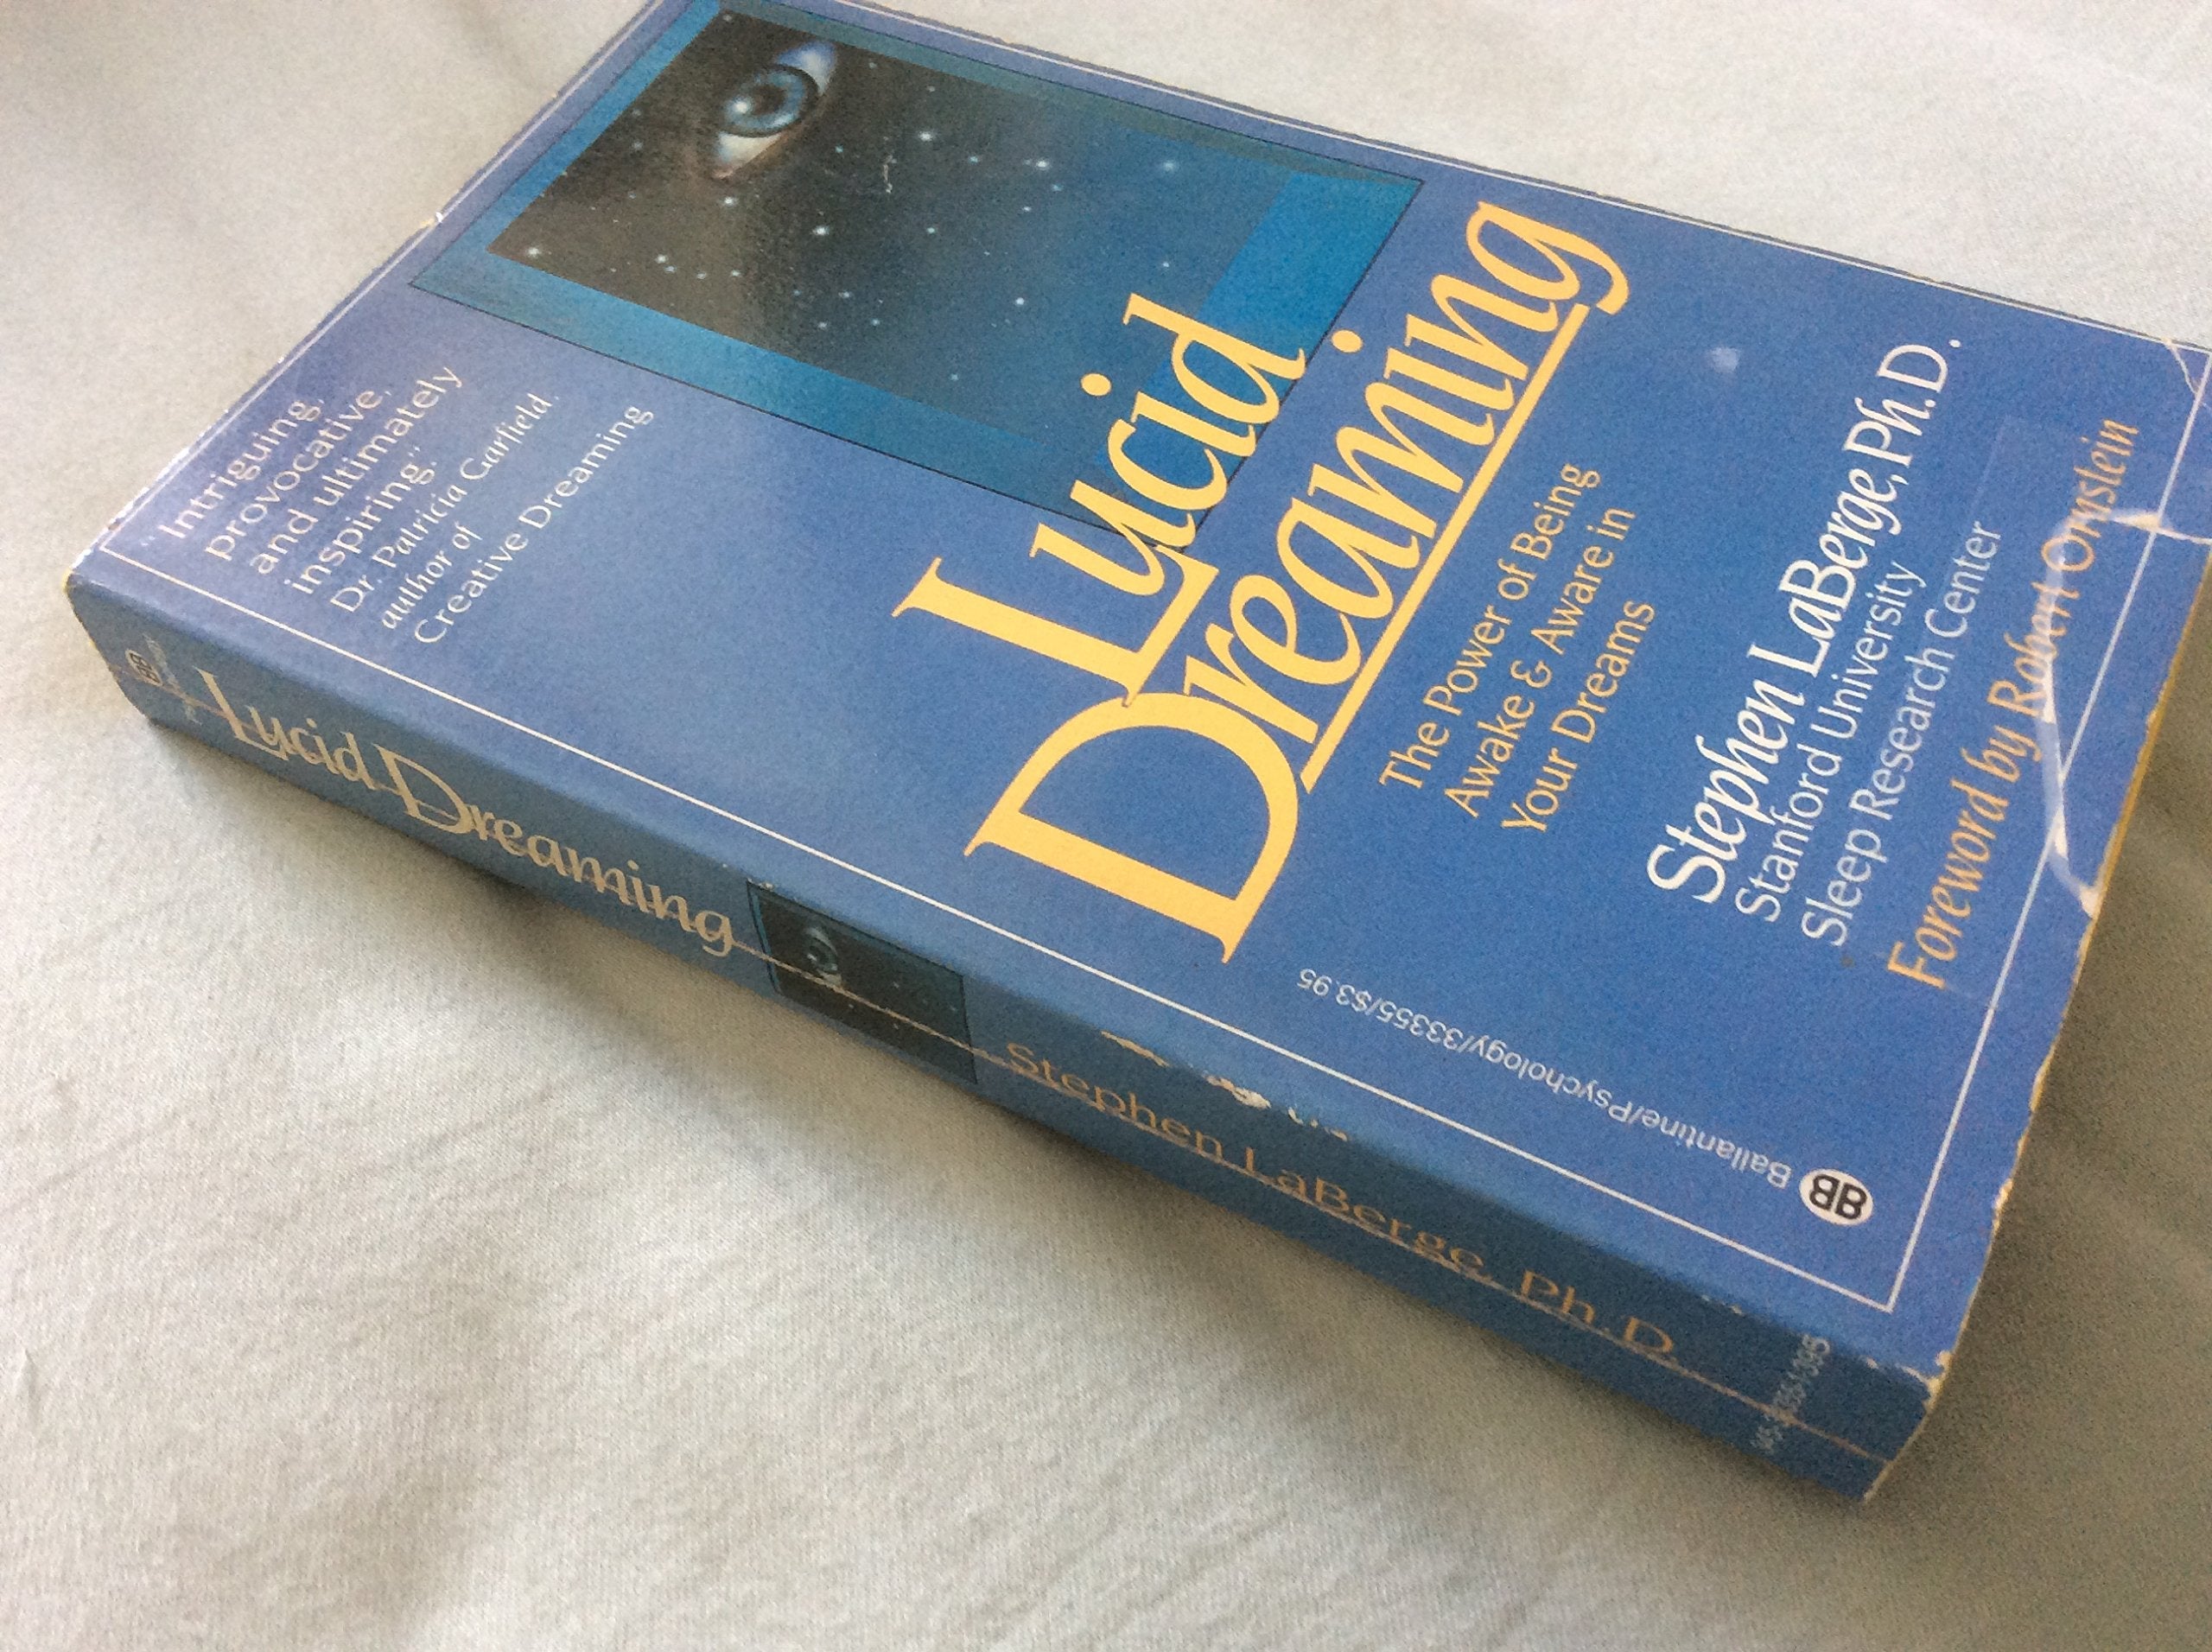 "Intriguing,
provocative,
and ultimately
inspiring."
Dr. Patricia Garfield
author of
Creative Dreaming
Lucid
Dreaming
The Power of Being
Awake & Aware in
Your Dreams
Stephen LaBerge, Ph.D.
Stanford University
Sleep Research Center
Foreword by Robert Ornstein
BB Ballantine/Psychology/33355/$3.95
BB
Lucid Dreaming
Stephen LaBerge, Ph.D.